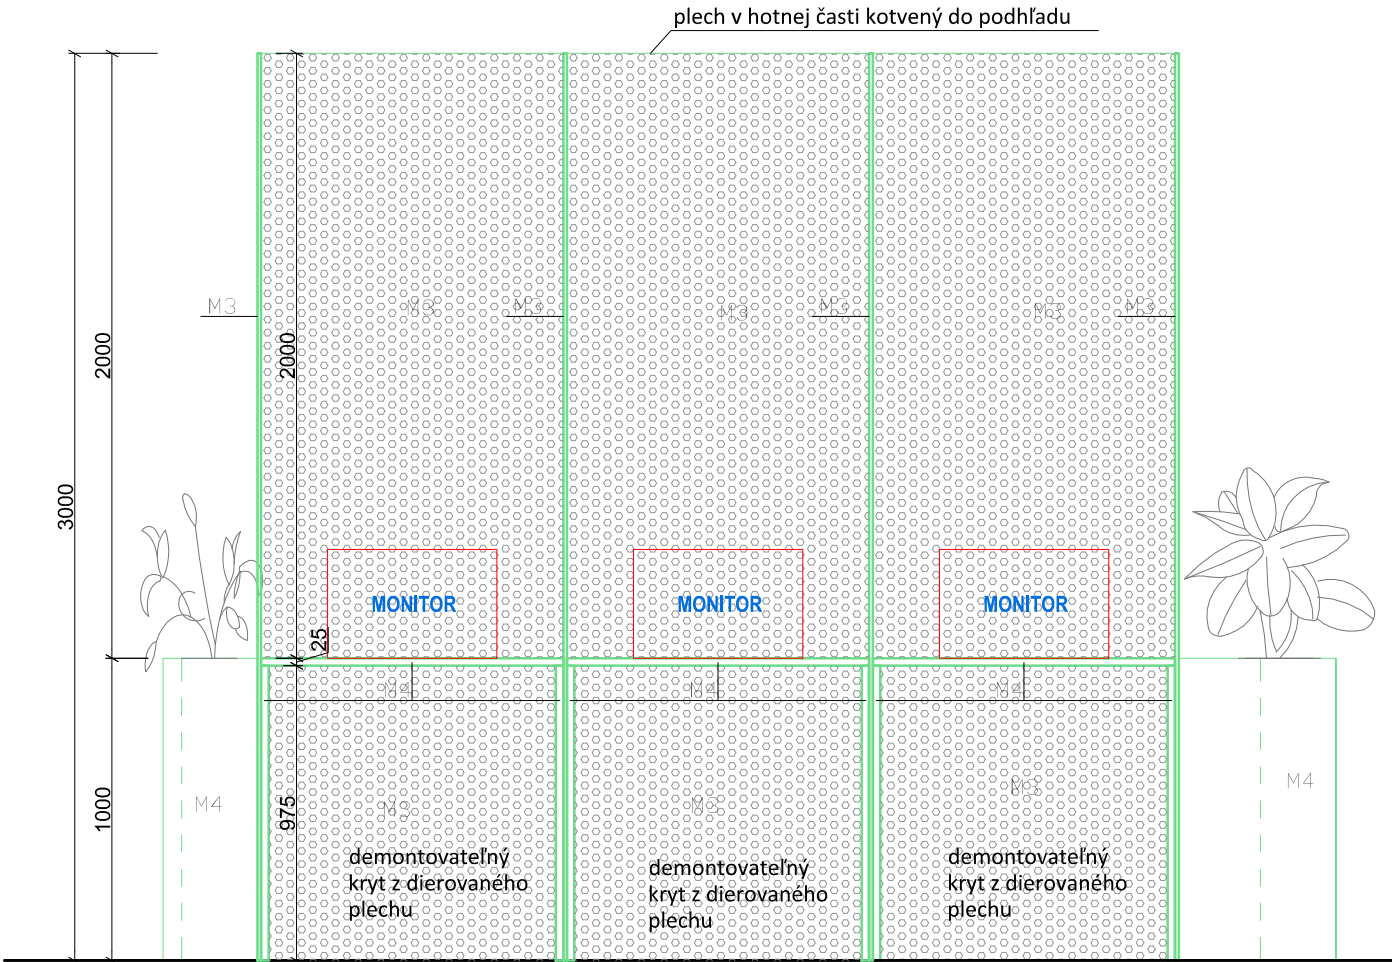 plech v hotnej časti kotvený do podhľadu
M3
M3
M3
M3
M3
M3
M3
2000
2000
3000
MONITOR
MONITOR
MONITOR
25
M4
M4
M4
M4
M3
M3
M3
M4
1000
975
demontovateľný
kryt z dierovaného
plechu
demontovateľný
kryt z dierovaného
plechu
demontovateľný
kryt z dierovaného
plechu